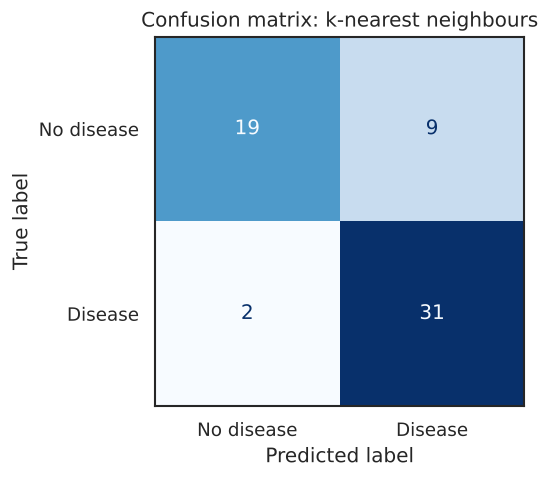 Confusion matrix: k-nearest neighbours
No disease
19
9
True label
Disease
2
31
No disease
Disease
Predicted label